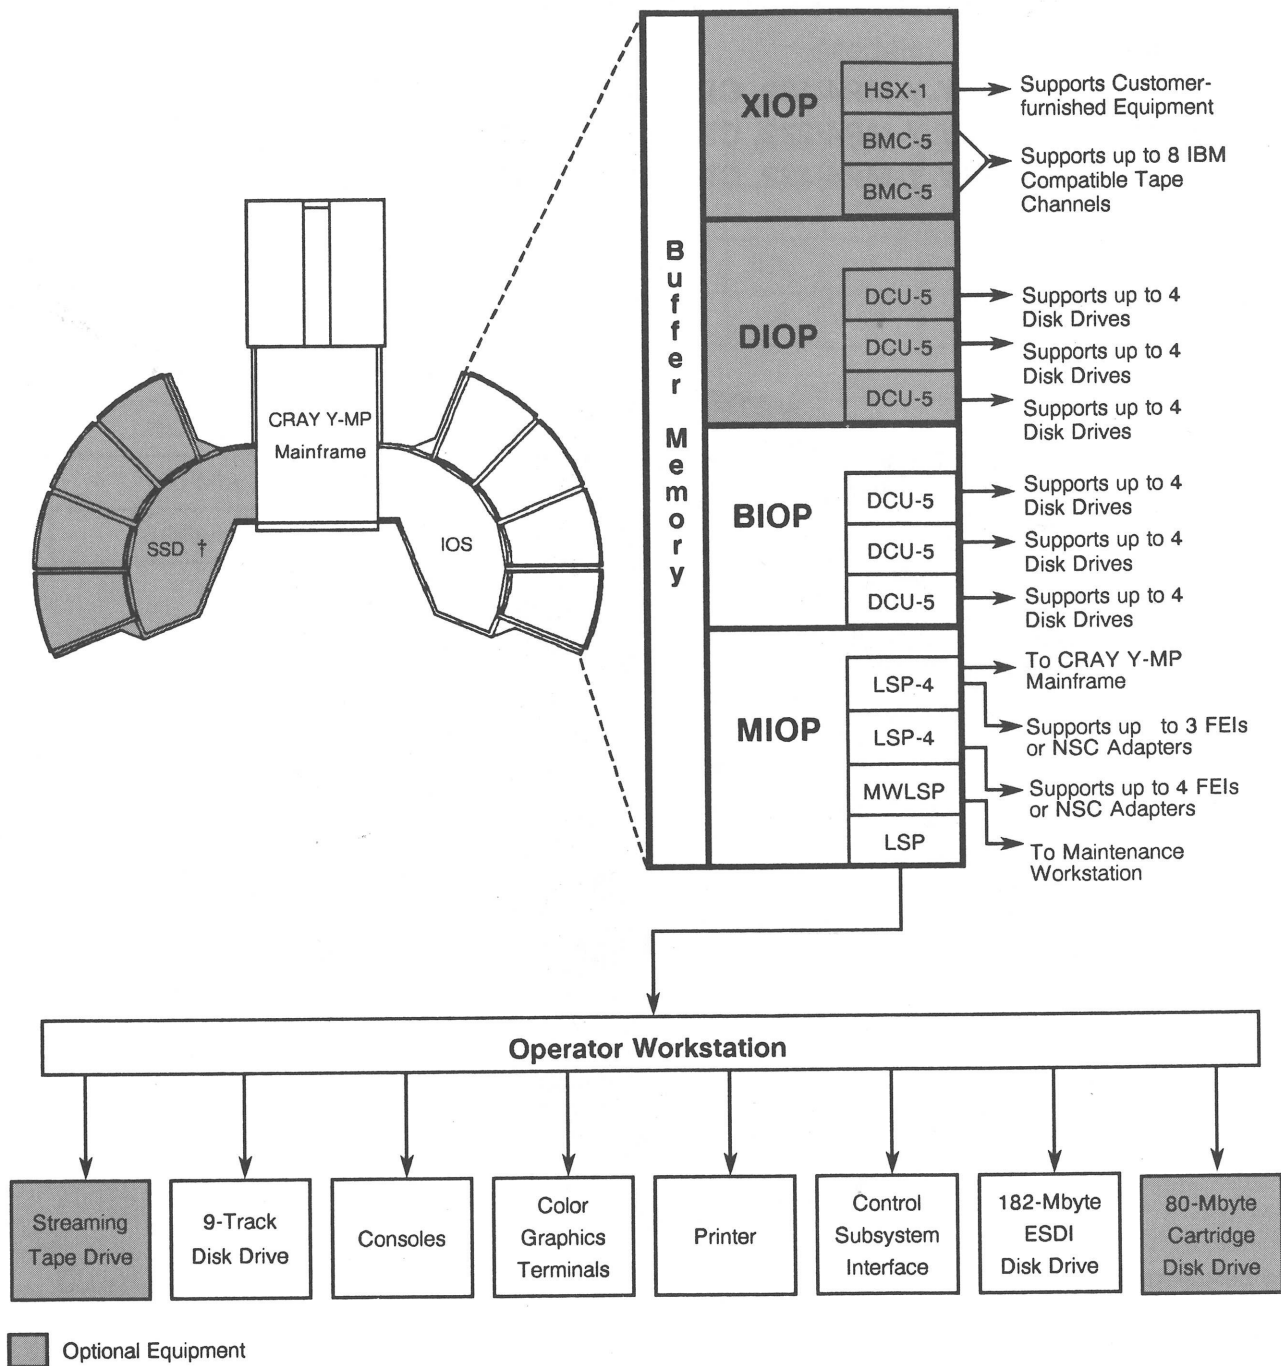 XIOP
HSX-1
BMC-5
BMC-5
Supports Customer-
furnished Equipment
Supports up to 8 IBM
Compatible Tape
Channels
Buffer Memory
DIOP
DCU-5
DCU-5
DCU-5
Supports up to 4
Disk Drives
Supports up to 4
Disk Drives
Supports up to 4
Disk Drives
CRAY Y-MP
Mainframe
SSD †
IOS
BIOP
DCU-5
DCU-5
DCU-5
Supports up to 4
Disk Drives
Supports up to 4
Disk Drives
Supports up to 4
Disk Drives
MIOP
LSP-4
LSP-4
MWLSP
LSP
To CRAY Y-MP
Mainframe
Supports up to 3 FEIs
or NSC Adapters
Supports up to 4 FEIs
or NSC Adapters
To Maintenance
Workstation
Operator Workstation
Streaming
Tape Drive
9-Track
Disk Drive
Consoles
Color
Graphics
Terminals
Printer
Control
Subsystem
Interface
182-Mbyte
ESDI
Disk Drive
80-Mbyte
Cartridge
Disk Drive
Optional Equipment